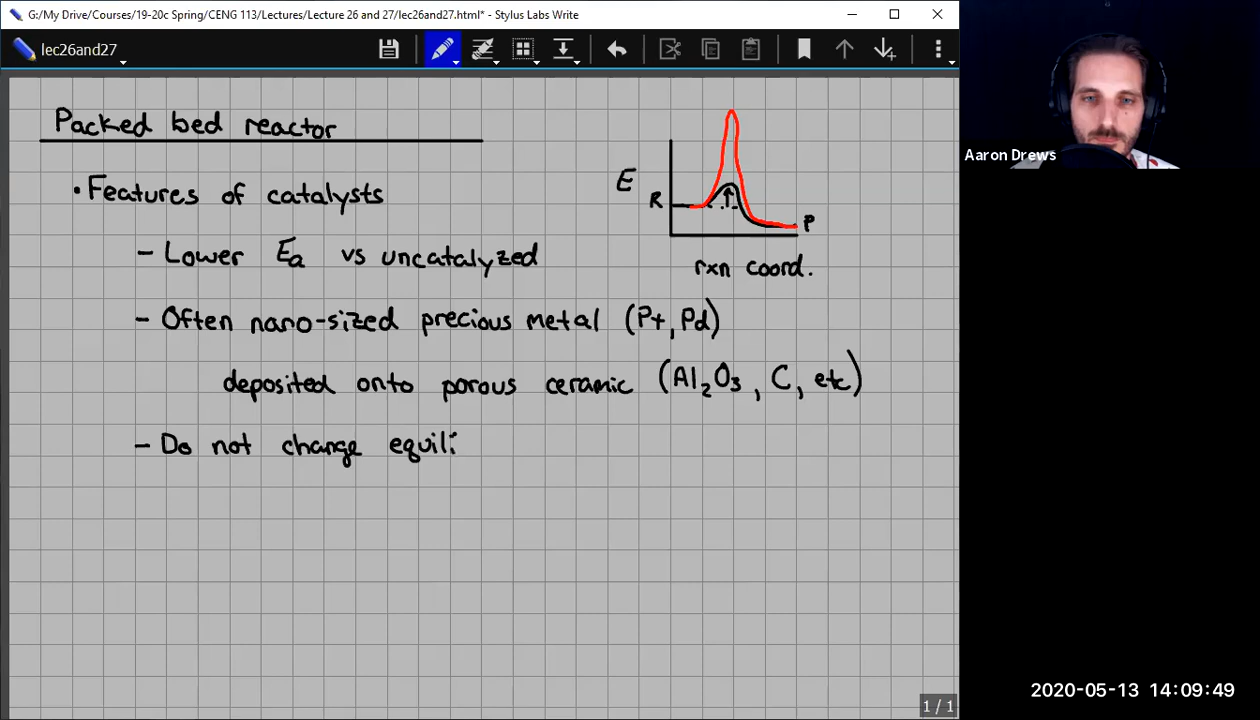 G:/My Drive/Courses/19-20c Spring/CENG 113/Lectures/Lecture 26 and 27/lec26and27.html* - Stylus Labs Write
lec26and27
Packed bed reactor
E
R
P
rxn coord.
• Features of catalysts
- Lower Ea vs uncatalyzed
- Often nano-sized precious metal (Pt, Pd)
deposited onto porous ceramic (Al2O3, C, etc)
- Do not change equili
Aaron Drews
2020-05-13 14:09:49
1 / 1